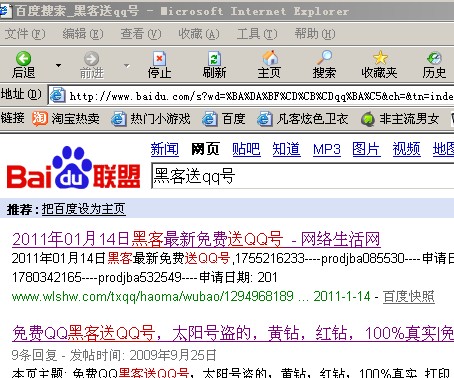 百度搜索_黑客送qq号 - Microsoft Internet Explorer
文件(F) 编辑(E) 查看(V) 收藏(A) 工具(T) 帮助(H)
后退 前进 停止 刷新 主页 搜索 收藏夹 历史
地址(D) http://www.baidu.com/s?wd=%BA%DA%BF%CD%CB%CDqq%BA%C5&ch=&tn=inde
链接 淘宝热卖 热门小游戏 百度 凡客炫色卫衣 非主流男女
新闻 网页 贴吧 知道 MP3 图片 视频 地图
Bai du 联盟 黑客送qq号
推荐：把百度设为主页
2011年01月14日黑客最新免费送QQ号 - 网络生活网
2011年01月14日黑客最新免费送QQ号,1755216233----prodjba085530----申请日
1780342165----prodjba532549----申请日期: 201
www.wlshw.com/txqq/haoma/wubao/1294968189 ... 2011-1-14 - 百度快照
免费QQ黑客送QQ号，太阳号盗的，黄钻，红钻，100%真实|免
9条回复 - 发帖时间: 2009年9月25日
本页主题: 免费QQ黑客送QQ号，太阳号盗的，黄钻，红钻，100%真实 打印